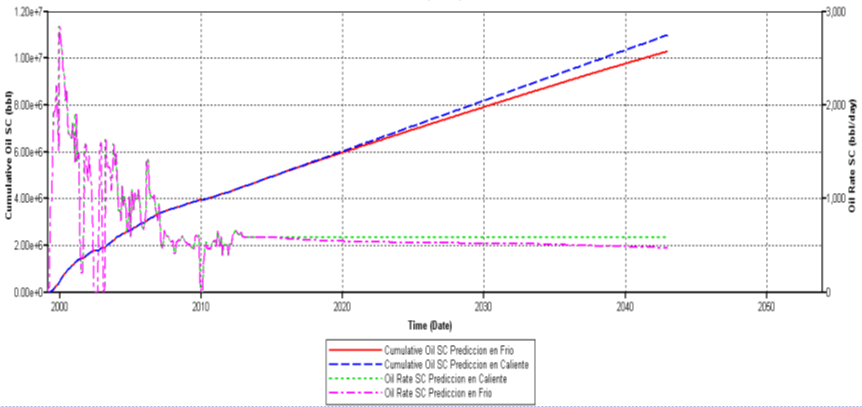 1.20e+7
3,000
1.00e+7
8.00e+6
2,000
6.00e+6
4.00e+6
1,000
2.00e+6
0.00e+0
0
Cumulative Oil SC (bbl)
Oil Rate SC (bbl/day)
2000 2010 2020 2030 2040 2050
Time (Date)
Cumulative Oil SC Prediccion en Frio
Cumulative Oil SC Prediccion en Caliente
Oil Rate SC Prediccion en Caliente
Oil Rate SC Prediccion en Frio